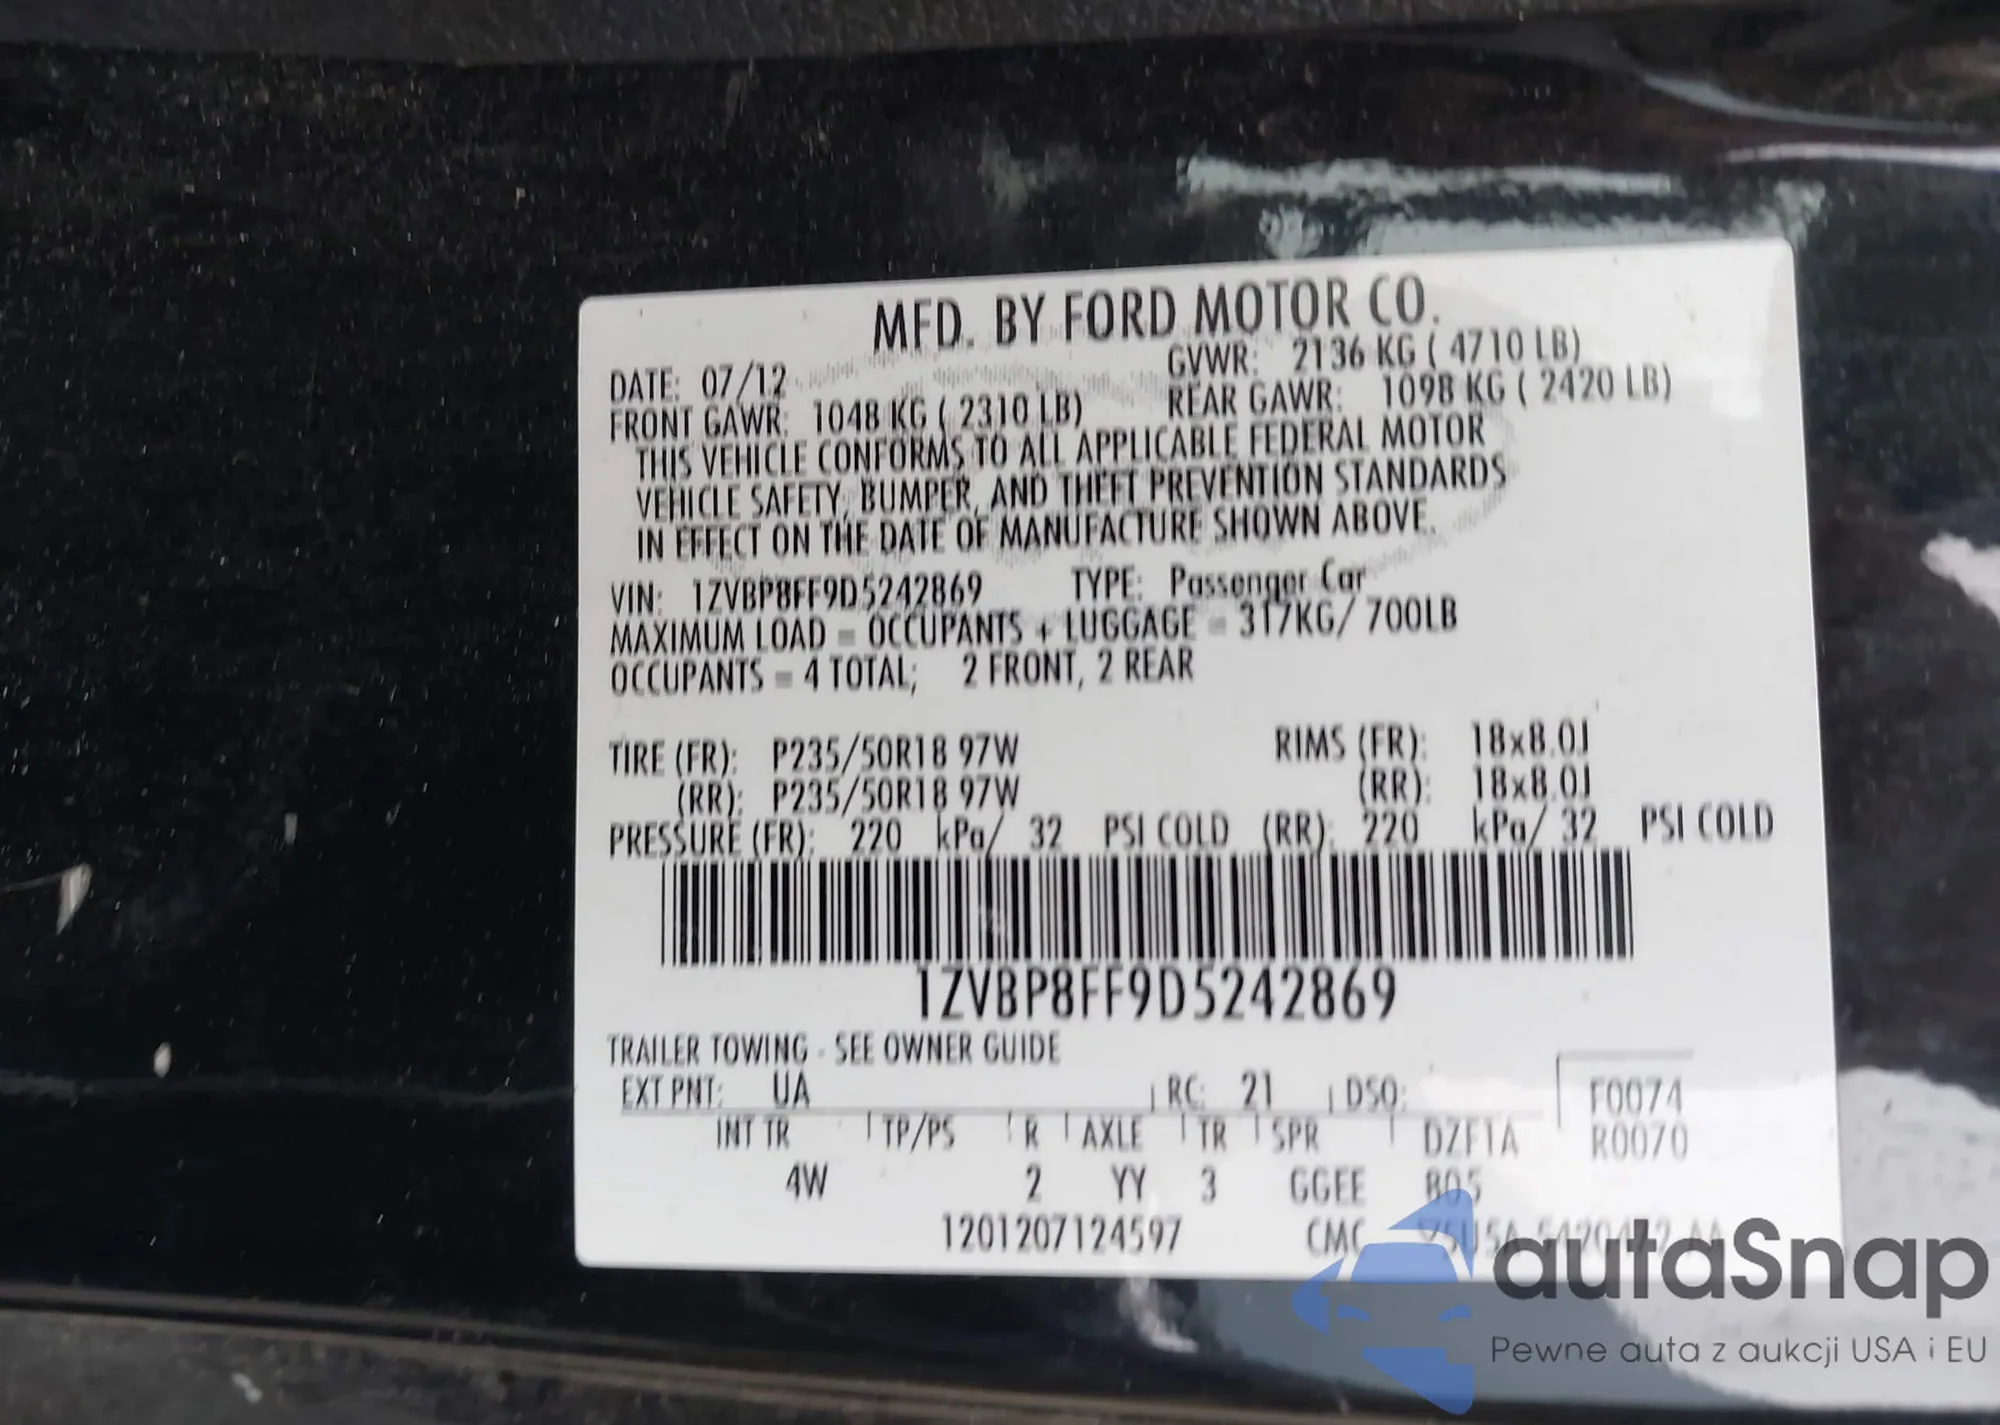 MFD. BY FORD MOTOR CO.
DATE: 07/12 GVWR: 2136 KG ( 4710 LB)
FRONT GAWR: 1048 KG ( 2310 LB) REAR GAWR: 1098 KG ( 2420 LB)
THIS VEHICLE CONFORMS TO ALL APPLICABLE FEDERAL MOTOR
VEHICLE SAFETY, BUMPER, AND THEFT PREVENTION STANDARDS
IN EFFECT ON THE DATE OF MANUFACTURE SHOWN ABOVE.
VIN: 1ZVBP8FF9D5242869 TYPE: Passenger Car
MAXIMUM LOAD = OCCUPANTS + LUGGAGE = 317KG/ 700LB
OCCUPANTS = 4 TOTAL; 2 FRONT, 2 REAR
TIRE (FR): P235/50R18 97W RIMS (FR): 18x8.0J
(RR): P235/50R18 97W (RR): 18x8.0J
PRESSURE (FR): 220 kPa/ 32 PSI COLD (RR): 220 kPa/ 32 PSI COLD
1ZVBP8FF9D5242869
TRAILER TOWING - SEE OWNER GUIDE
EXT PNT: UA RC: 21 DSO: F0074
INT TR TP/PS R AXLE TR SPR DZF1A R0070
4W 2 YY 3 GGEE B05
1201207124597 CMC
autoSnap
Pewne auta z aukcji USA i EU